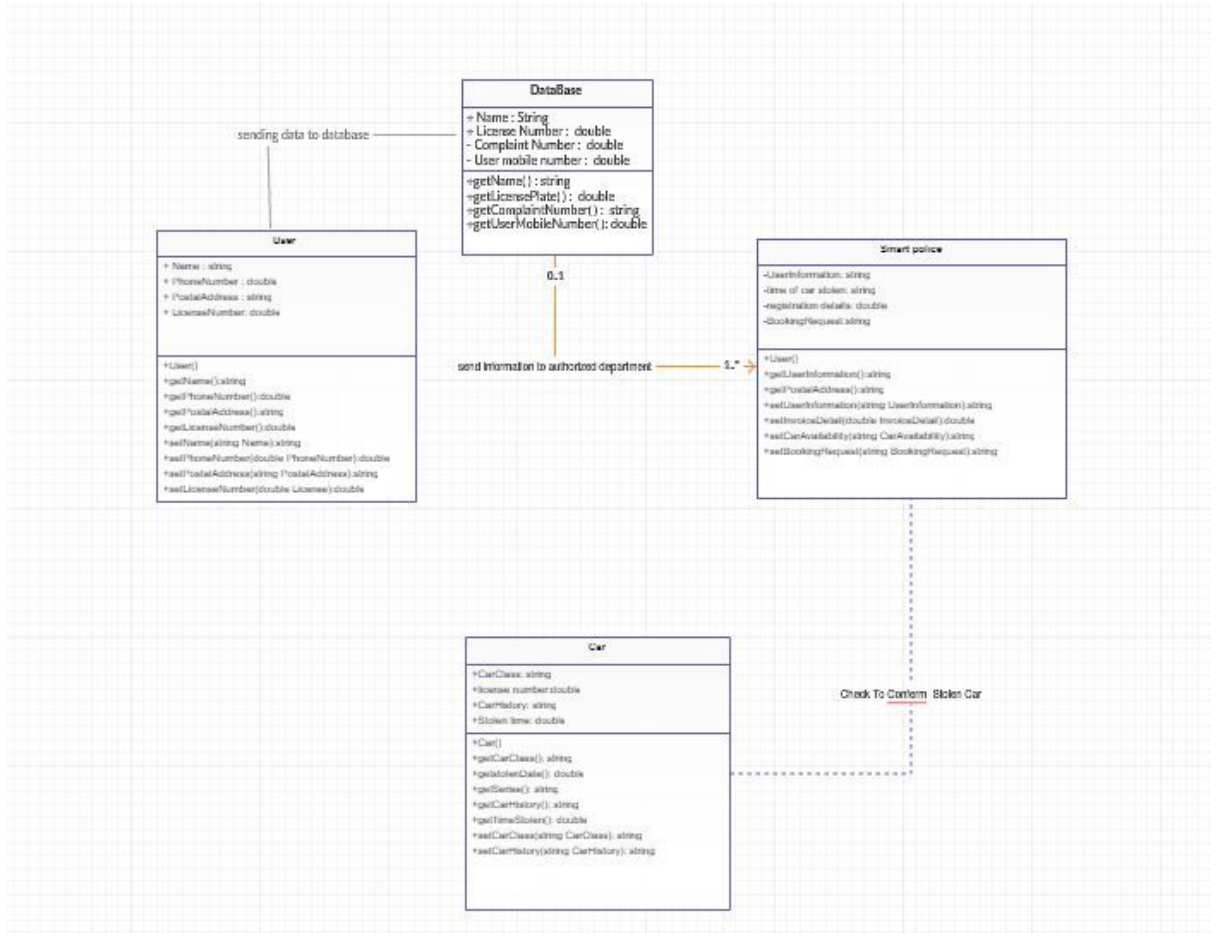 DataBase
+ Name : String
+ License Number : double
- Complaint Number : double
- User mobile number : double
+getName() : string
+getLicensePlate() : double
+getComplaintNumber() : string
+getUserMobileNumber(): double
sending data to database
User
+ Name : string
+ PhoneNumber : double
+ PostalAddress : string
+ LicenseNumber: double
+User()
+getName():string
+getPhoneNumber():double
+getPostalAddress():string
+getLicenseNumber():double
+setName(string Name):string
+setPhoneNumber(double PhoneNumber):double
+setPostalAddress(string PostalAddress):string
+setLicenseNumber(double License):double
0..1
send information to authorized department
1..*
Smart police
-UserInformation: string
-time of car stolen: string
-registration details: double
-BookingRequest:string
+User()
+getUserInformation():string
+getPostalAddress():string
+setUserInformation(string UserInformation):string
+setInvoiceDetail(double InvoiceDetail):double
+setCarAvailability(string CarAvailability):string
+setBookingRequest(string BookingRequest):string
Check To Conferm Stolen Car
Car
+CarClass: string
+license number:double
+CarHistory: string
+Stolen time: double
+Car()
+getCarClass(): string
+getstolenDate(): double
+getSerise(): string
+getCarHistory(): string
+getTimeStolen(): double
+setCarClass(string CarClass): string
+setCarHistory(string CarHistory): string